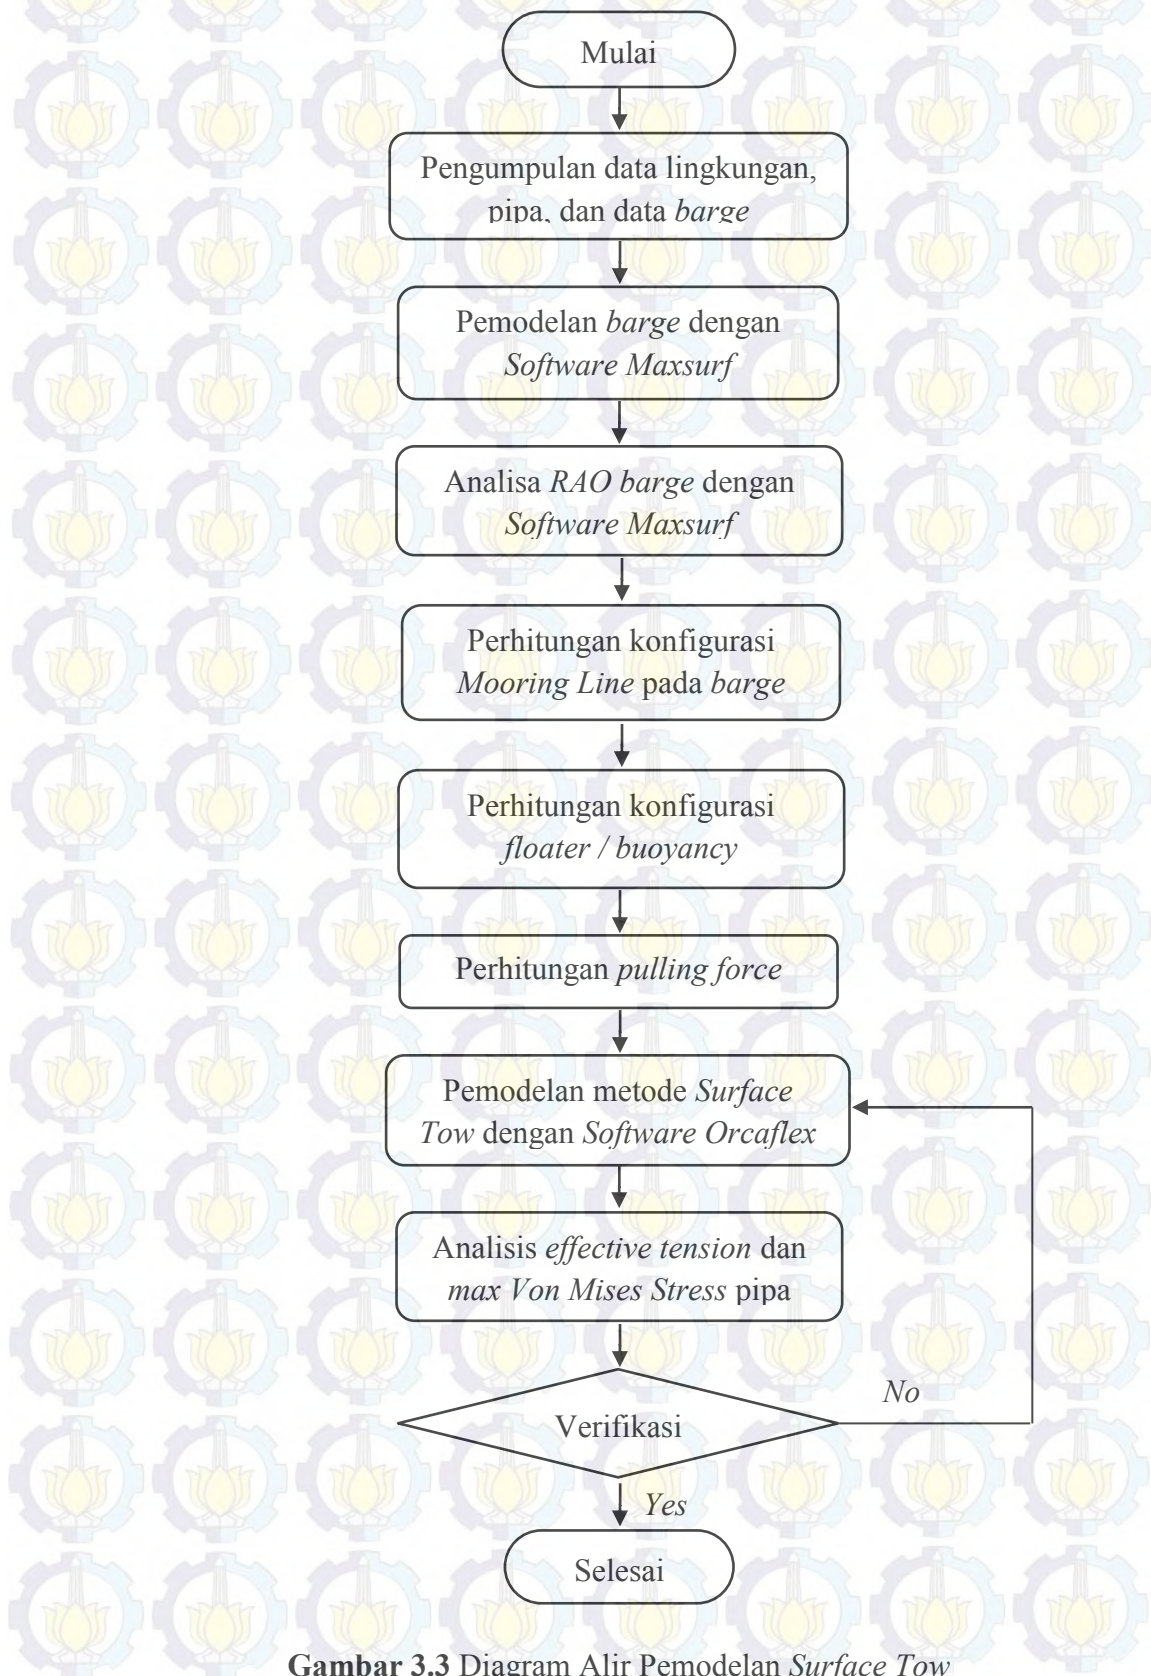 Mulai
Pengumpulan data lingkungan,
pipa, dan data barge
Pemodelan barge dengan
Software Maxsurf
Analisa RAO barge dengan
Software Maxsurf
Perhitungan konfigurasi
Mooring Line pada barge
Perhitungan konfigurasi
floater / buoyancy
Perhitungan pulling force
Pemodelan metode Surface
Tow dengan Software Orcaflex
Analisis effective tension dan
max Von Mises Stress pipa
Verifikasi
No
Yes
Selesai
Gambar 3.3 Diagram Alir Pemodelan Surface Tow